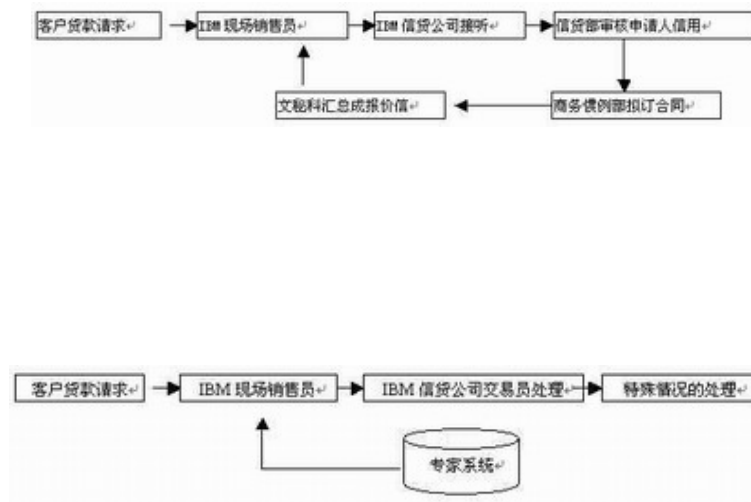 客户贷款请求
IBM 现场销售员
IBM 信贷公司接听
信贷部审核申请人信用
文秘科汇总成报价信
商务惯例部拟订合同
客户贷款请求
IBM 现场销售员
IBM 信贷公司交易员处理
特殊情况的处理
专家系统